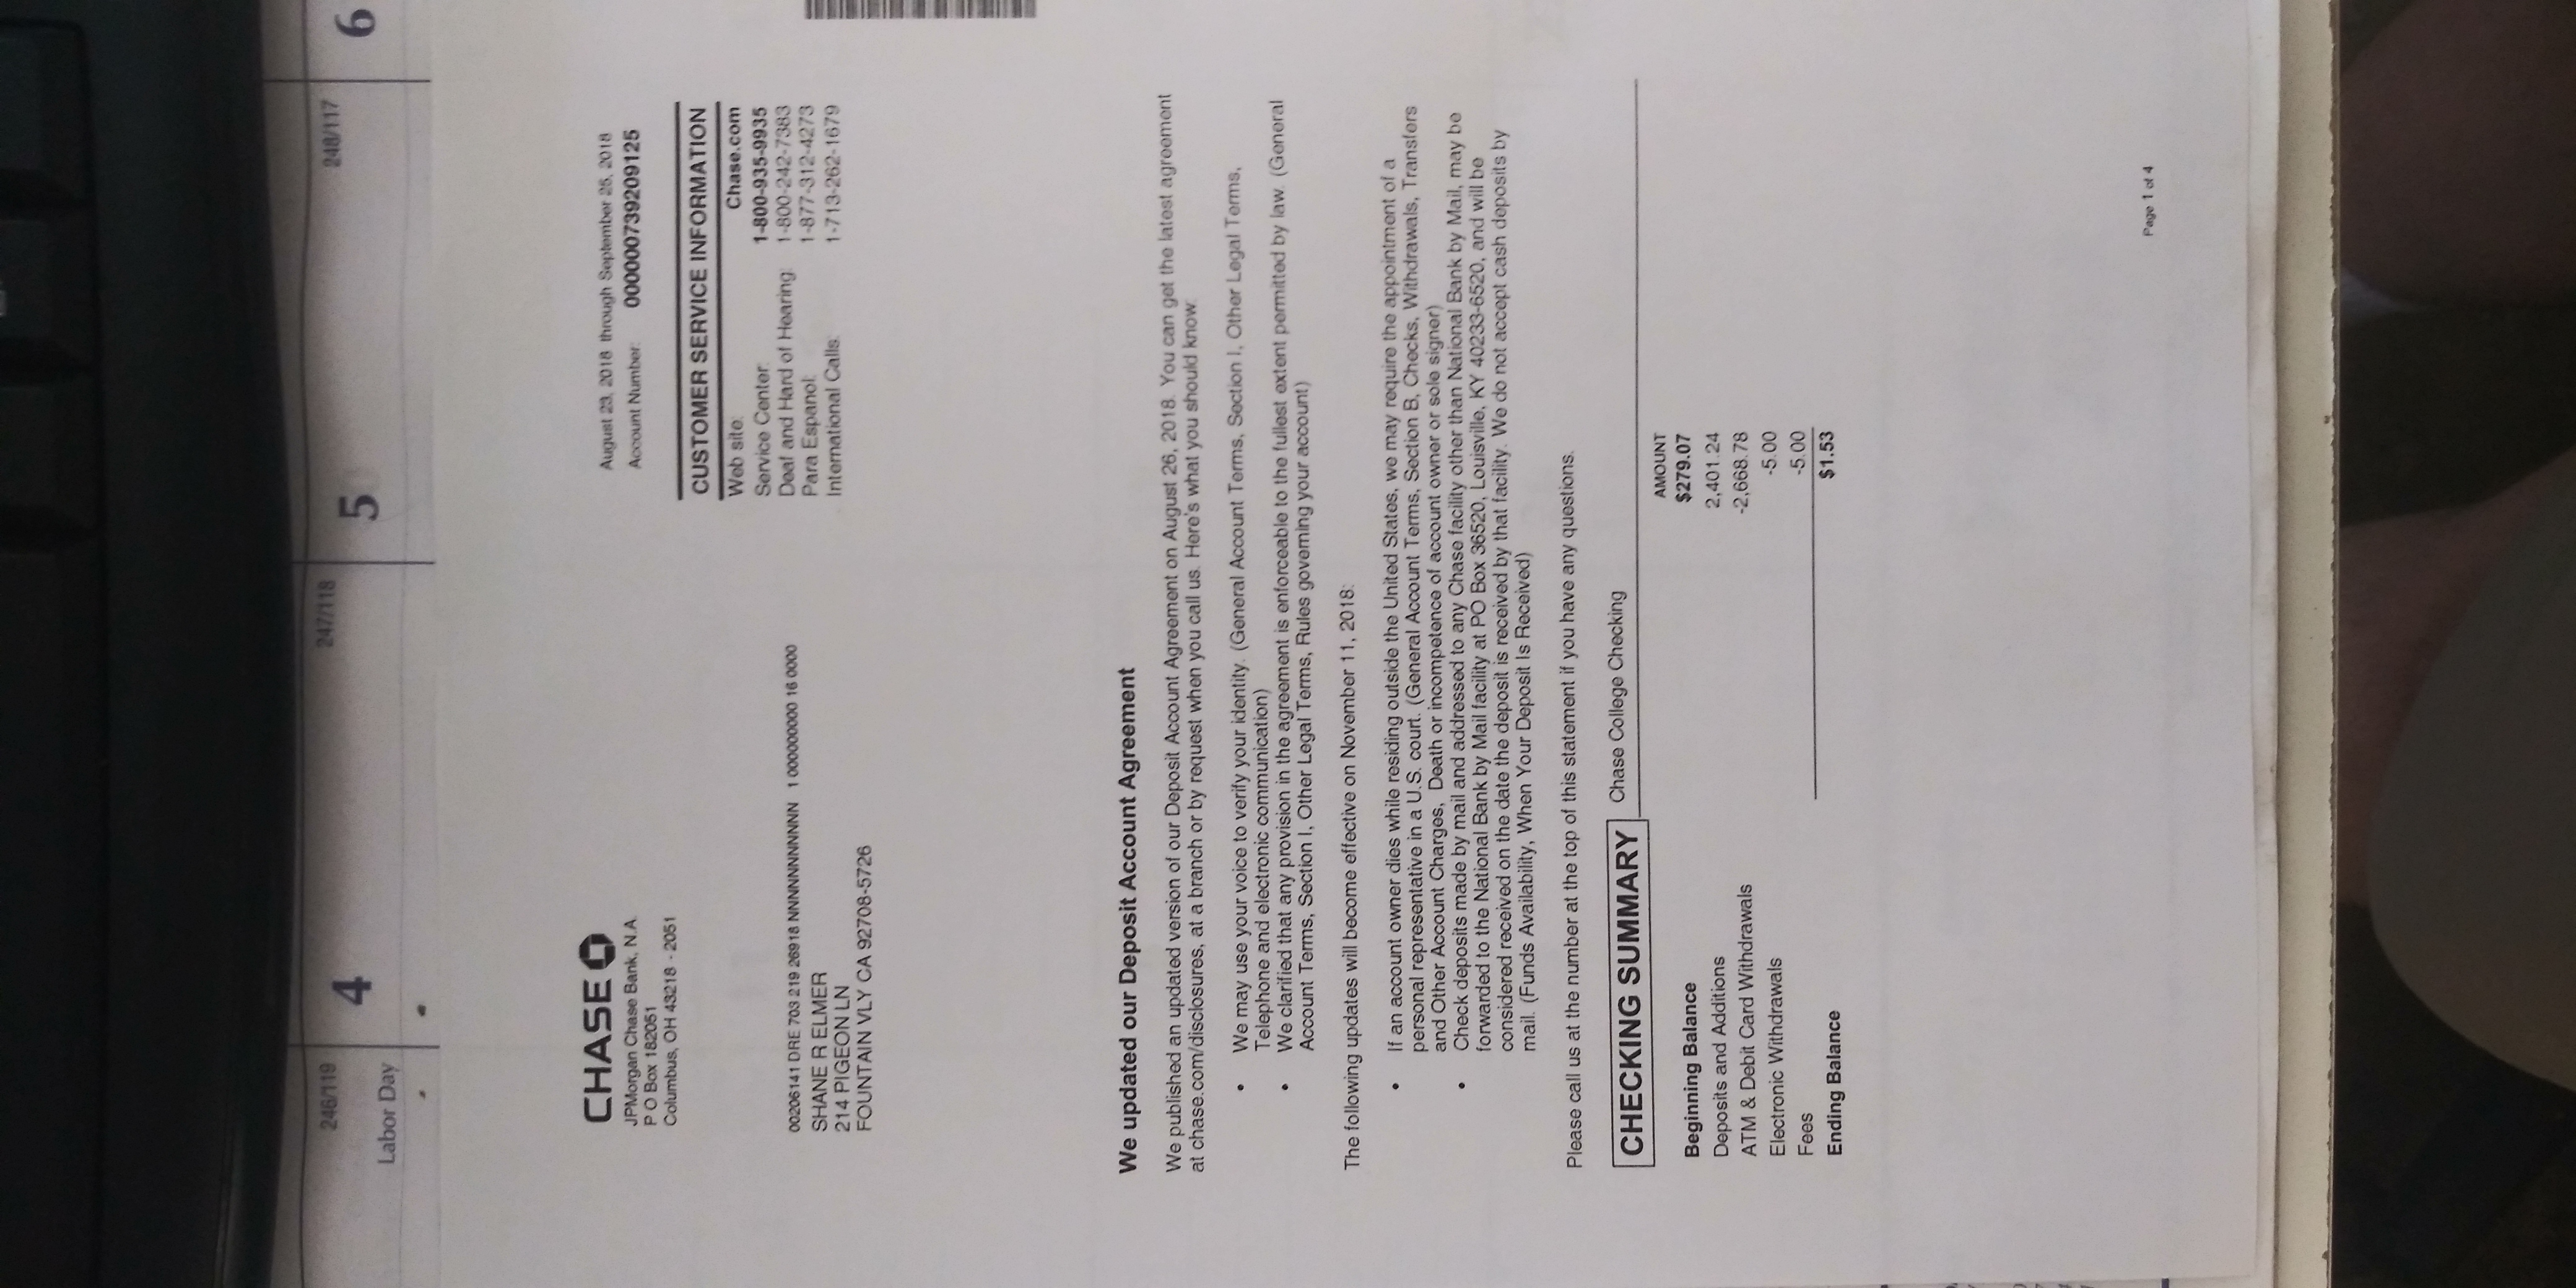 246/119
4
247/118
5
248/117
6
Labor Day
CHASE
JPMorgan Chase Bank, N.A.
P O Box 182051
Columbus, OH 43218 - 2051
August 23, 2018 through September 25, 2018
Account Number: 000000739209125
CUSTOMER SERVICE INFORMATION
Web site: Chase.com
Service Center: 1-800-935-9935
Deaf and Hard of Hearing: 1-800-242-7383
Para Espanol: 1-877-312-4273
International Calls: 1-713-262-1679
00206141 DRE 703 219 26918 NNNNNNNNNNN 1 000000000 16 0000
SHANE R ELMER
214 PIGEON LN
FOUNTAIN VLY CA 92708-5726
We updated our Deposit Account Agreement
We published an updated version of our Deposit Account Agreement on August 26, 2018. You can get the latest agreement
at chase.com/disclosures, at a branch or by request when you call us. Here's what you should know:
• We may use your voice to verify your identity. (General Account Terms, Section I, Other Legal Terms,
Telephone and electronic communication)
• We clarified that any provision in the agreement is enforceable to the fullest extent permitted by law. (General
Account Terms, Section I, Other Legal Terms, Rules governing your account)
The following updates will become effective on November 11, 2018:
• If an account owner dies while residing outside the United States, we may require the appointment of a
personal representative in a U.S. court. (General Account Terms, Section B, Checks, Withdrawals, Transfers
and Other Account Charges, Death or incompetence of account owner or sole signer)
• Check deposits made by mail and addressed to any Chase facility other than National Bank by Mail, may be
forwarded to the National Bank by Mail facility at PO Box 36520, Louisville, KY 40233-6520, and will be
considered received on the date the deposit is received by that facility. We do not accept cash deposits by
mail. (Funds Availability, When Your Deposit Is Received)
Please call us at the number at the top of this statement if you have any questions.
CHECKING SUMMARY Chase College Checking
AMOUNT
Beginning Balance $279.07
Deposits and Additions 2,401.24
ATM & Debit Card Withdrawals -2,668.78
Electronic Withdrawals -5.00
Fees -5.00
Ending Balance $1.53
Page 1 of 4